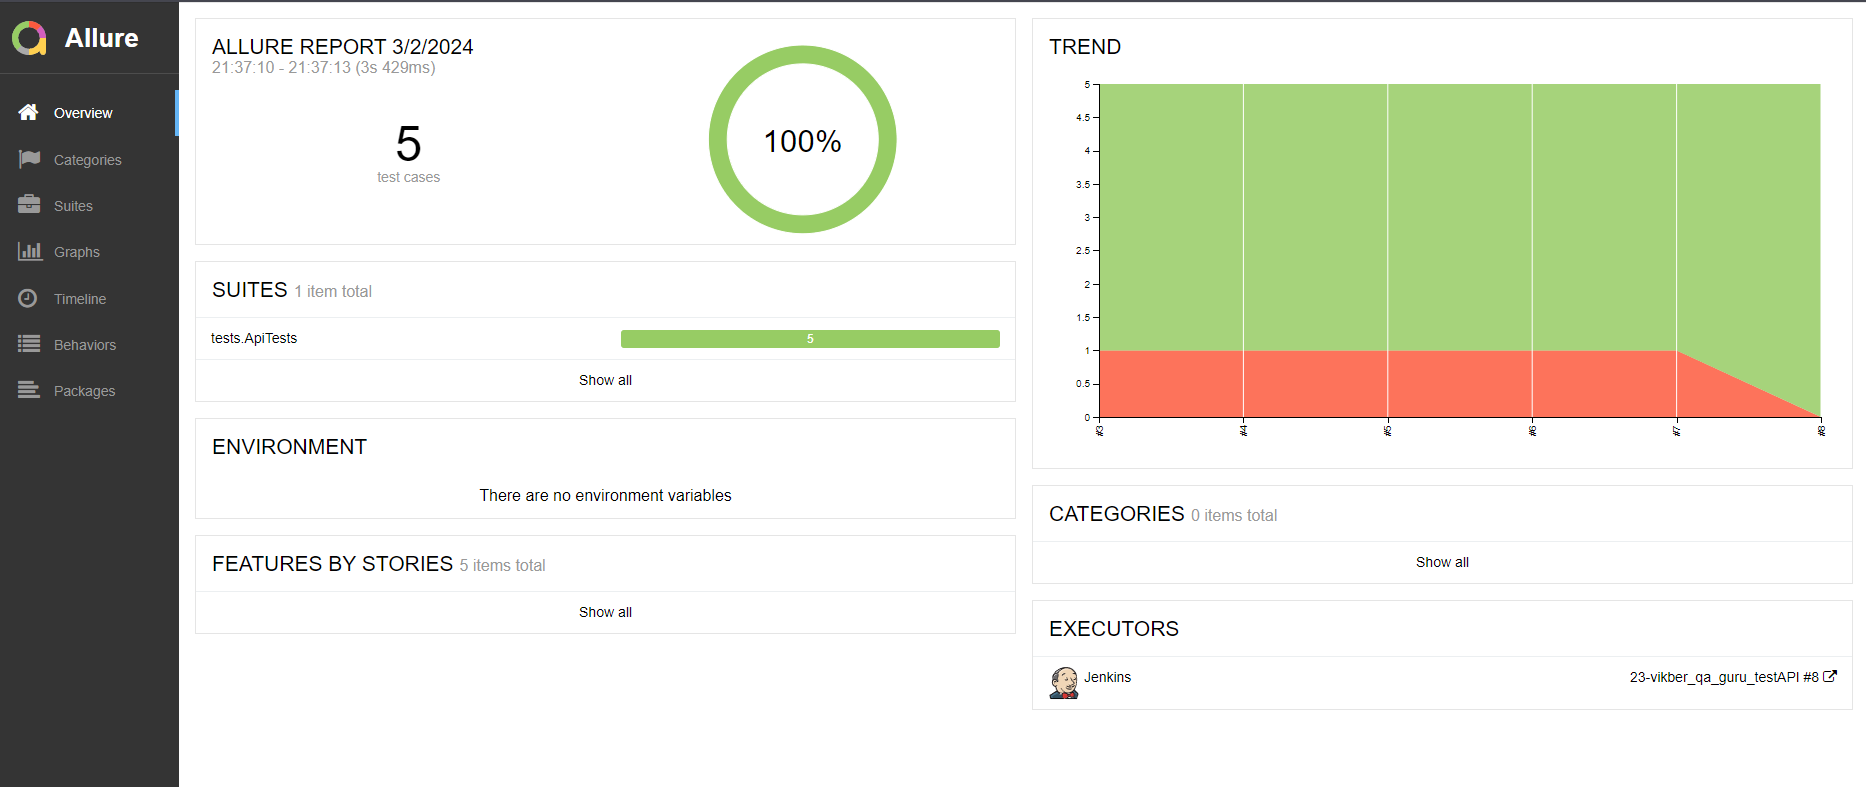 Allure
Overview
Categories
Suites
Graphs
Timeline
Behaviors
Packages
ALLURE REPORT 3/2/2024
21:37:10 - 21:37:13 (3s 429ms)
5
test cases
100%
SUITES 1 item total
tests.ApiTests 5
Show all
ENVIRONMENT
There are no environment variables
FEATURES BY STORIES 5 items total
Show all
TREND
5
4.5
4
3.5
3
2.5
2
1.5
1
0.5
0
#3 #4 #5 #6 #7 #8
CATEGORIES 0 items total
Show all
EXECUTORS
Jenkins 23-vikber_qa_guru_testAPI #8